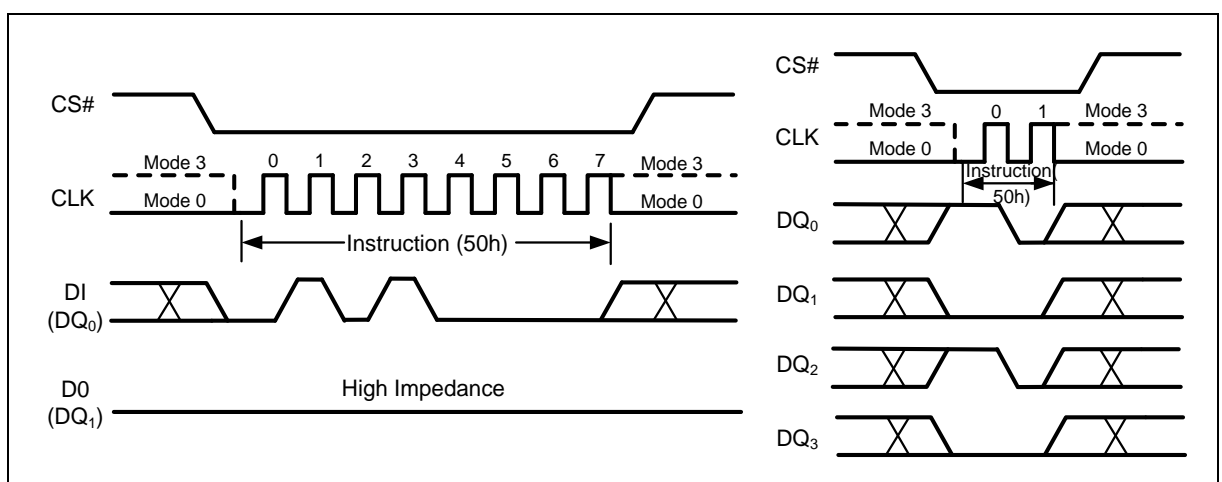 CS#
Mode 3 0 1 2 3 4 5 6 7 Mode 3
CLK Mode 0 Mode 0
Instruction (50h)
DI
(DQ0)
D0 High Impedance
(DQ1)
CS#
Mode 3 0 1 Mode 3
CLK Mode 0 Mode 0
Instruction(
50h)
DQ0
DQ1
DQ2
DQ3